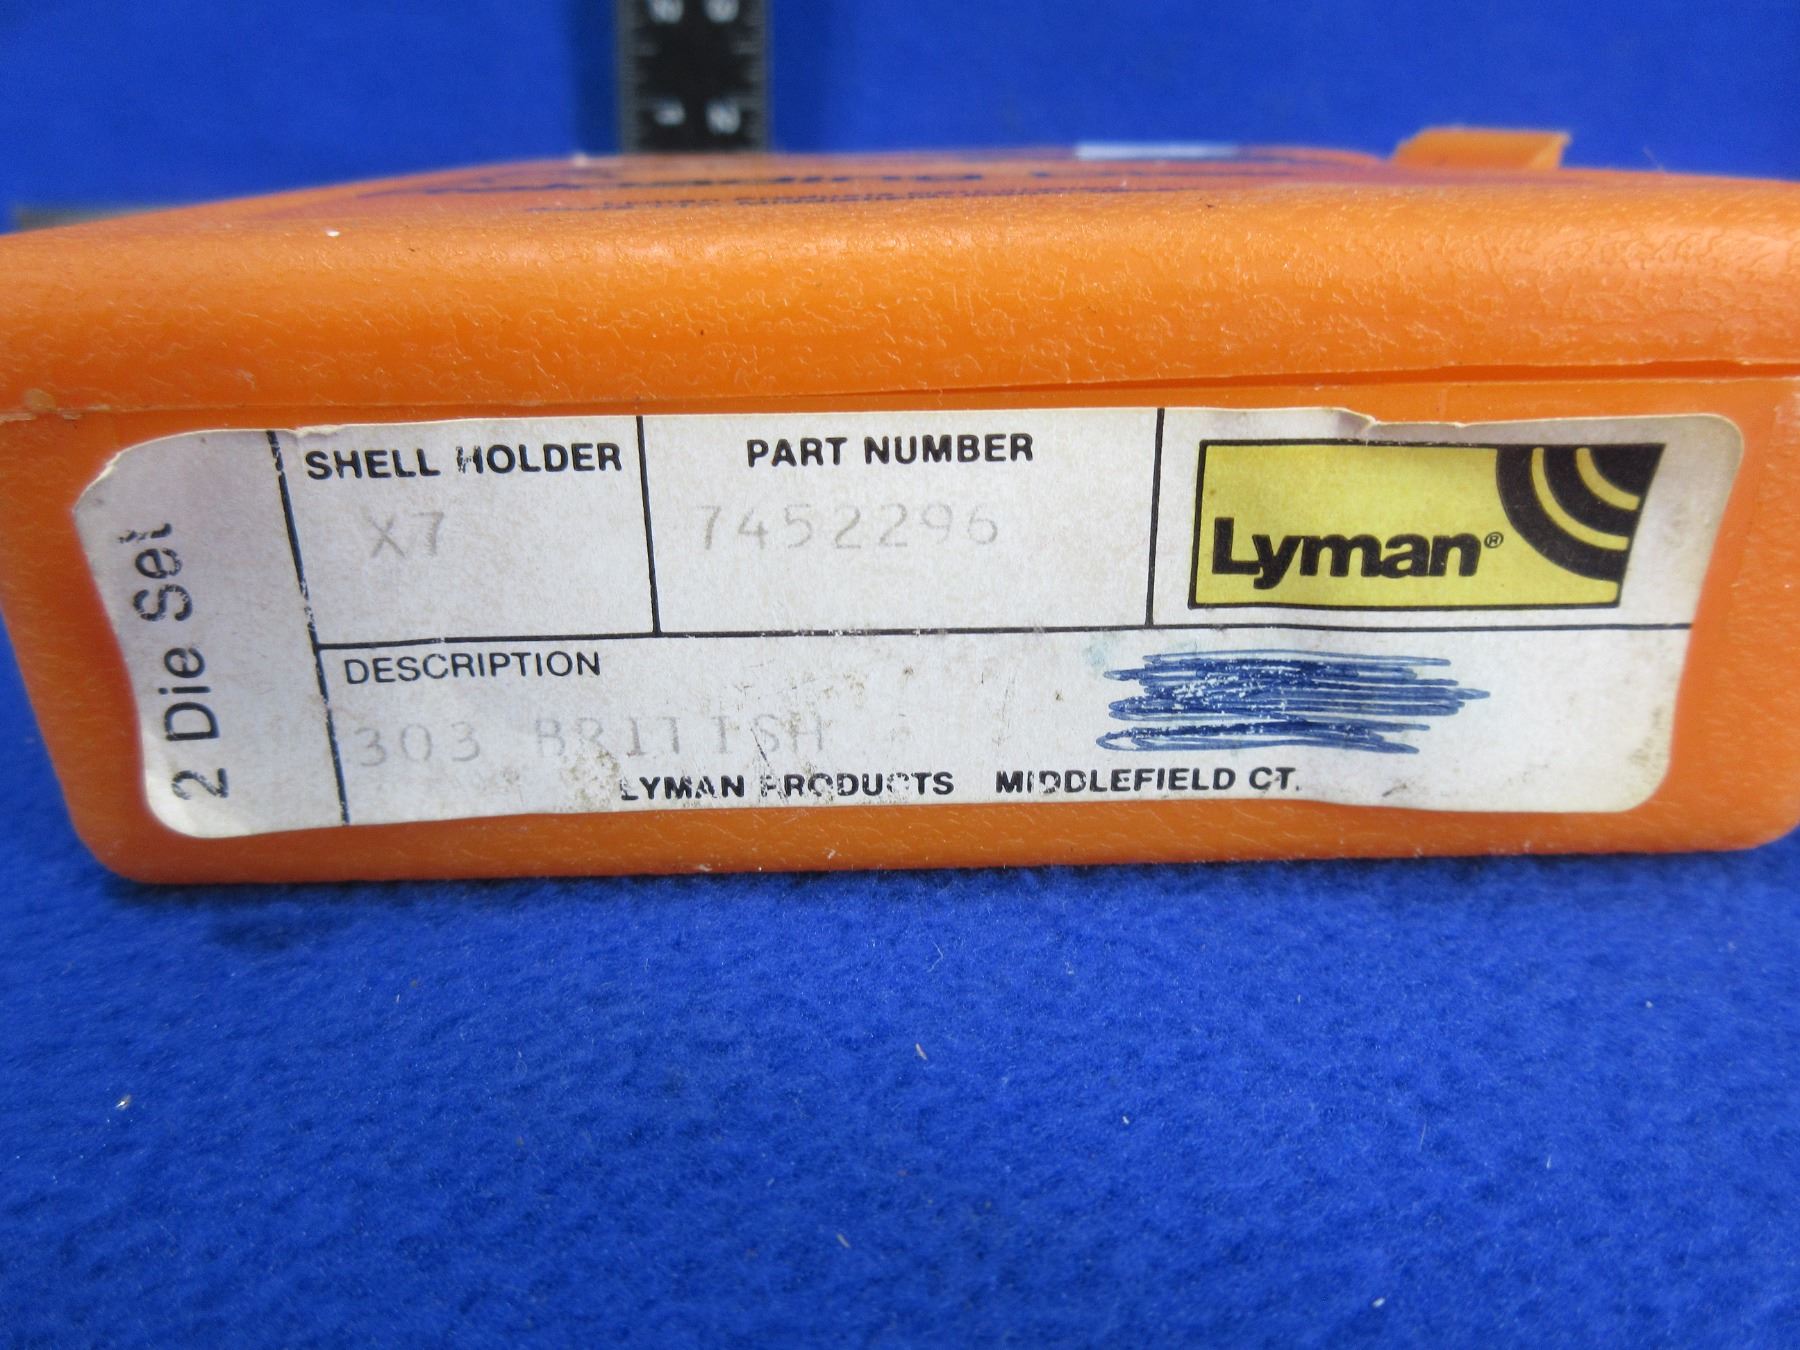 2 Die Set
SHELL HOLDER
X7
PART NUMBER
7452296
Lyman®
DESCRIPTION
303 BRITISH
LYMAN PRODUCTS MIDDLEFIELD CT.